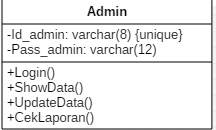 Admin
-Id_admin: varchar(8) {unique}
-Pass_admin: varchar(12)
+Login()
+ShowData()
+UpdateData()
+CekLaporan()